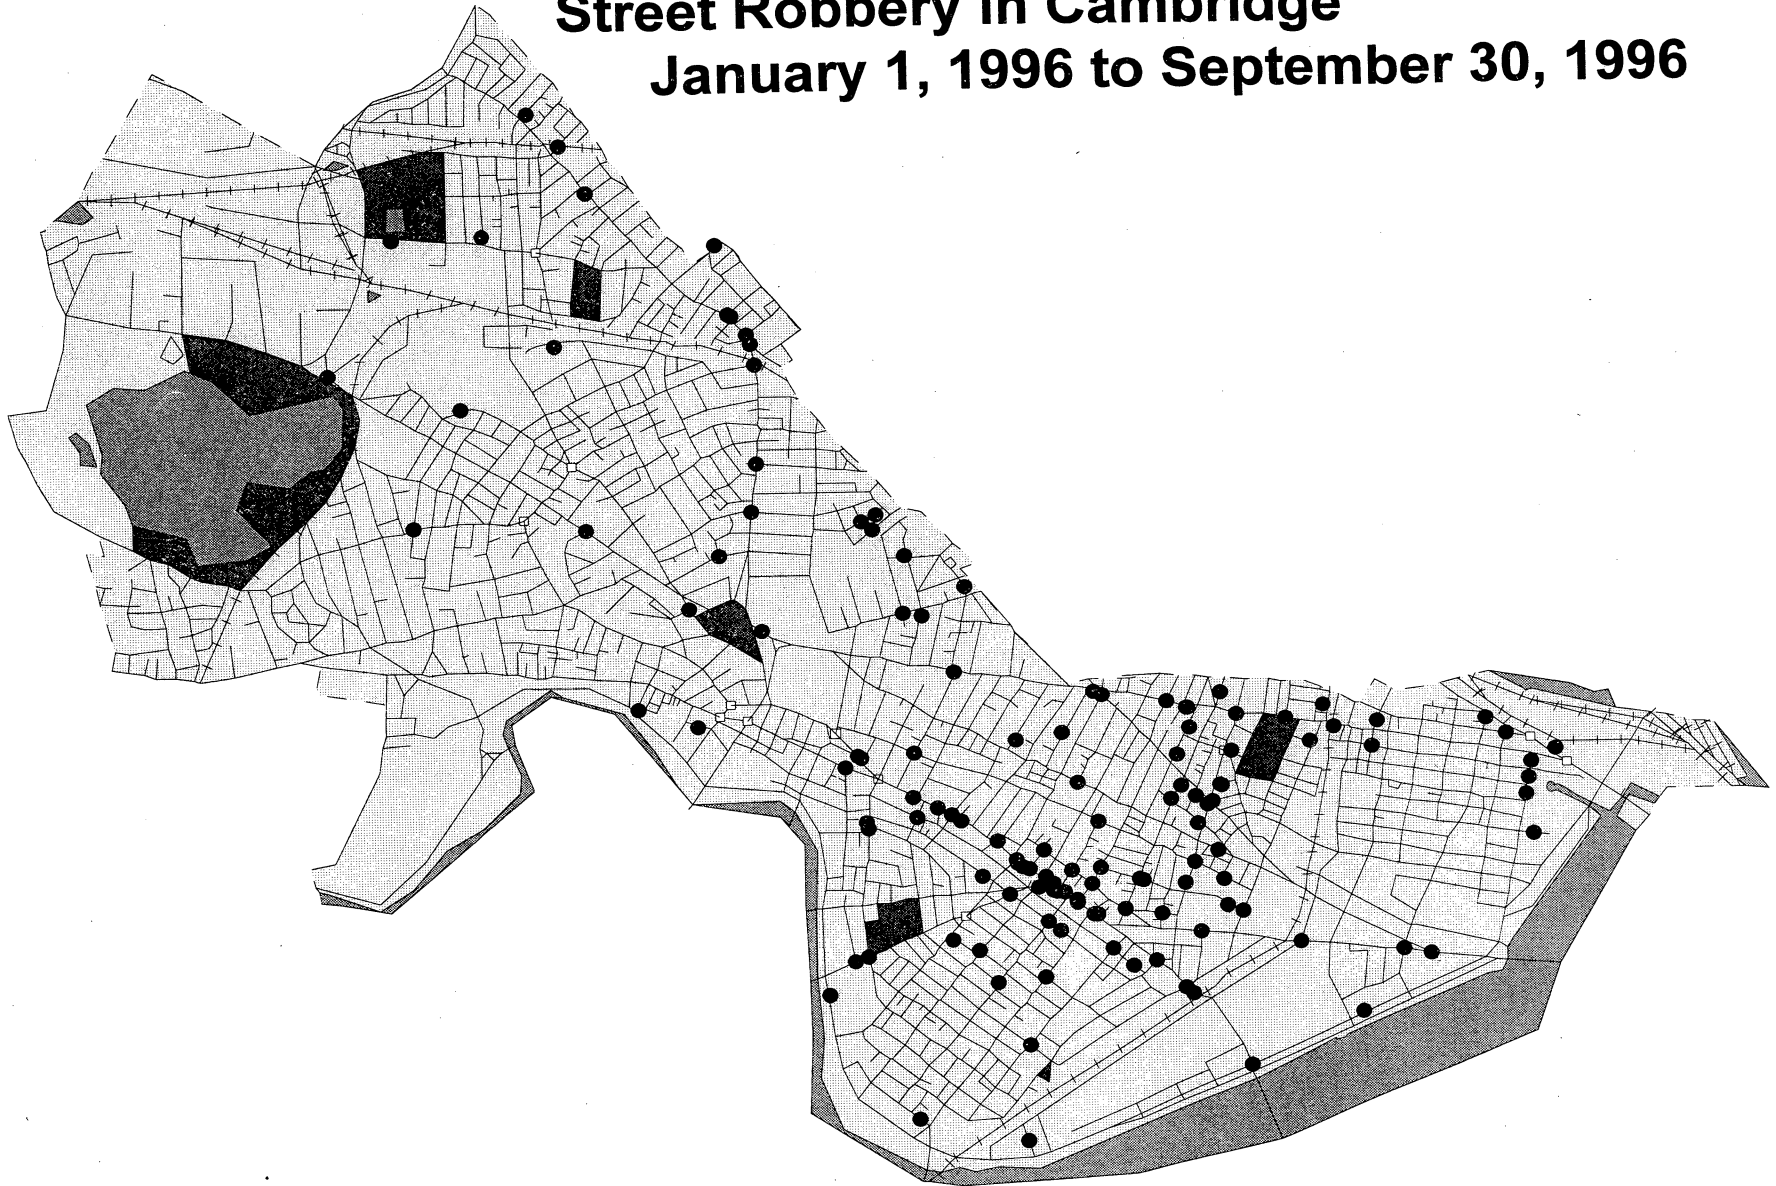 Street Robbery in Cambridge
January 1, 1996 to September 30, 1996